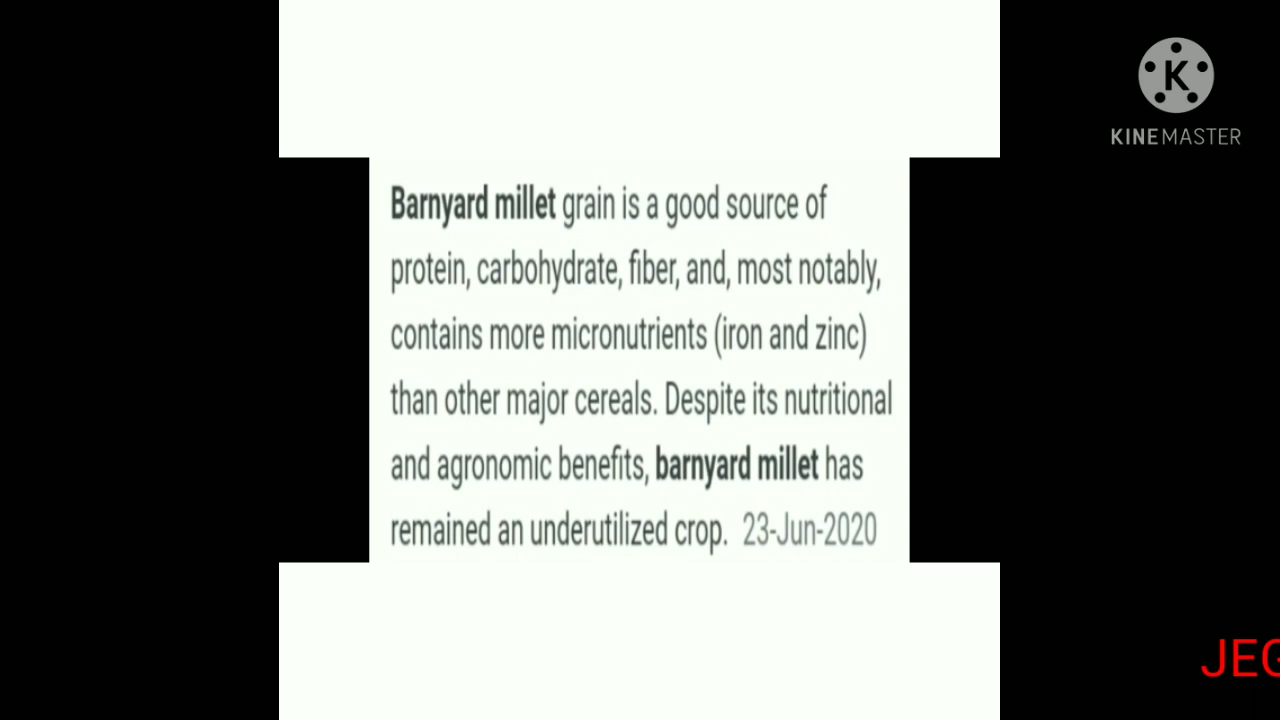 K
KINEMASTER
Barnyard millet grain is a good source of
protein, carbohydrate, fiber, and, most notably,
contains more micronutrients (iron and zinc)
than other major cereals. Despite its nutritional
and agronomic benefits, barnyard millet has
remained an underutilized crop. 23-Jun-2020